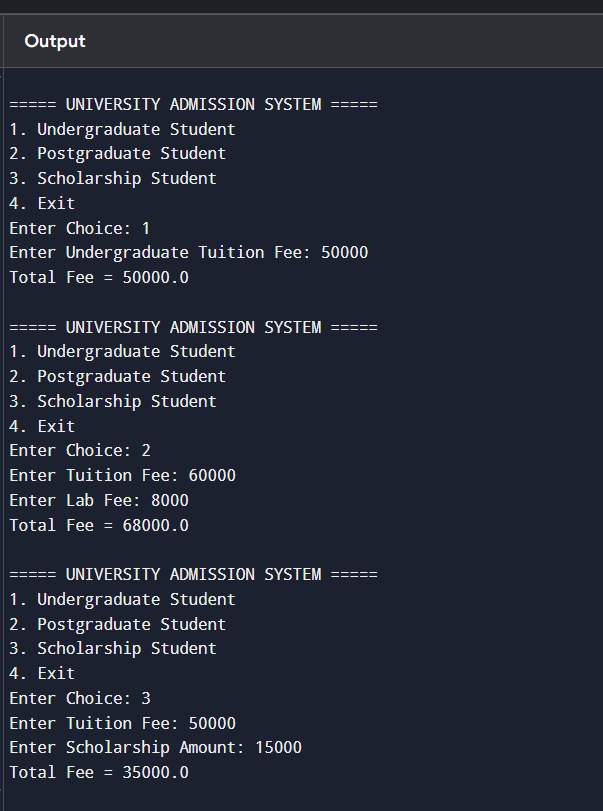 Output
===== UNIVERSITY ADMISSION SYSTEM =====
1. Undergraduate Student
2. Postgraduate Student
3. Scholarship Student
4. Exit
Enter Choice: 1
Enter Undergraduate Tuition Fee: 50000
Total Fee = 50000.0
===== UNIVERSITY ADMISSION SYSTEM =====
1. Undergraduate Student
2. Postgraduate Student
3. Scholarship Student
4. Exit
Enter Choice: 2
Enter Tuition Fee: 60000
Enter Lab Fee: 8000
Total Fee = 68000.0
===== UNIVERSITY ADMISSION SYSTEM =====
1. Undergraduate Student
2. Postgraduate Student
3. Scholarship Student
4. Exit
Enter Choice: 3
Enter Tuition Fee: 50000
Enter Scholarship Amount: 15000
Total Fee = 35000.0